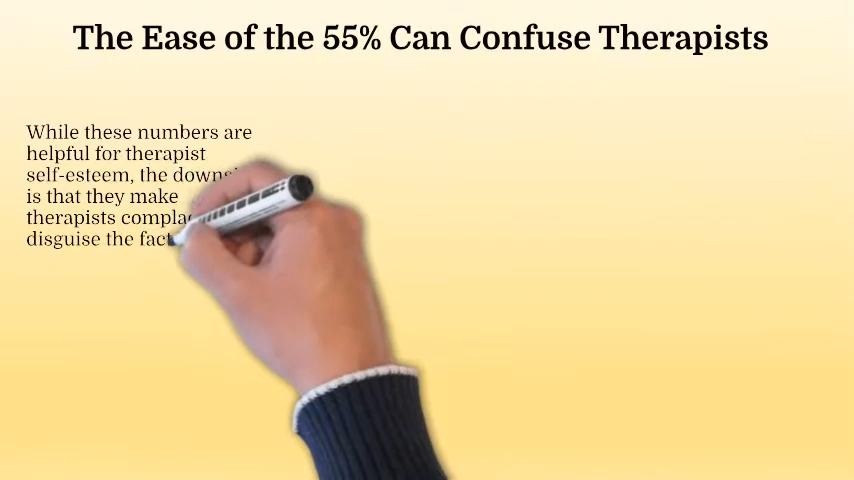 The Ease of the 55% Can Confuse Therapists
While these numbers are
helpful for therapist
self-esteem, the
is that they make
therapists
disguise the fact